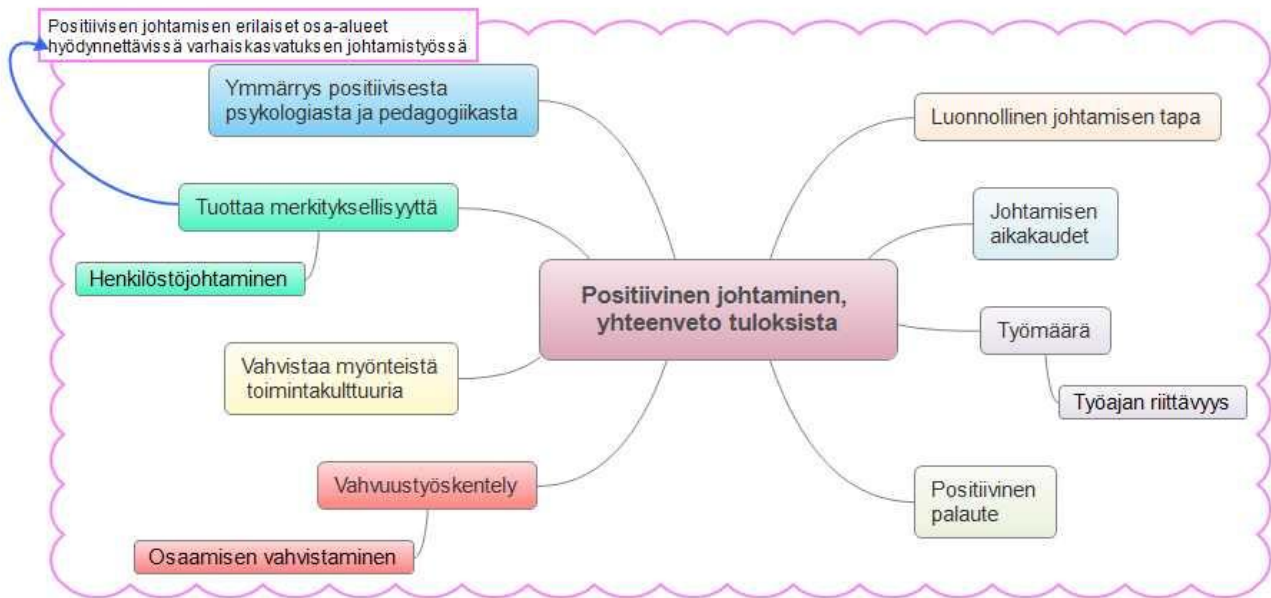 Positiivisen johtamisen erilaiset osa-alueet
hyödynnettävissä varhaiskasvatuksen johtamistyössä
Ymmärrys positiivisesta
psykologiasta ja pedagogiikasta
Tuottaa merkityksellisyyttä
Henkilöstöjohtaminen
Vahvistaa myönteistä
toimintakulttuuria
Vahvuustyöskentely
Osaamisen vahvistaminen
Positiivinen johtaminen,
yhteenveto tuloksista
Luonnollinen johtamisen tapa
Johtamisen
aikakaudet
Työmäärä
Työajan riittävyys
Positiivinen
palaute